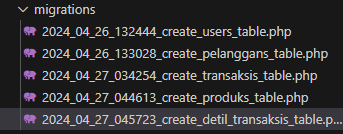 migrations
2024_04_26_132444_create_users_table.php
2024_04_26_133028_create_pelanggans_table.php
2024_04_27_034254_create_transaksis_table.php
2024_04_27_044613_create_produks_table.php
2024_04_27_045723_create_detil_transaksis_table.p...